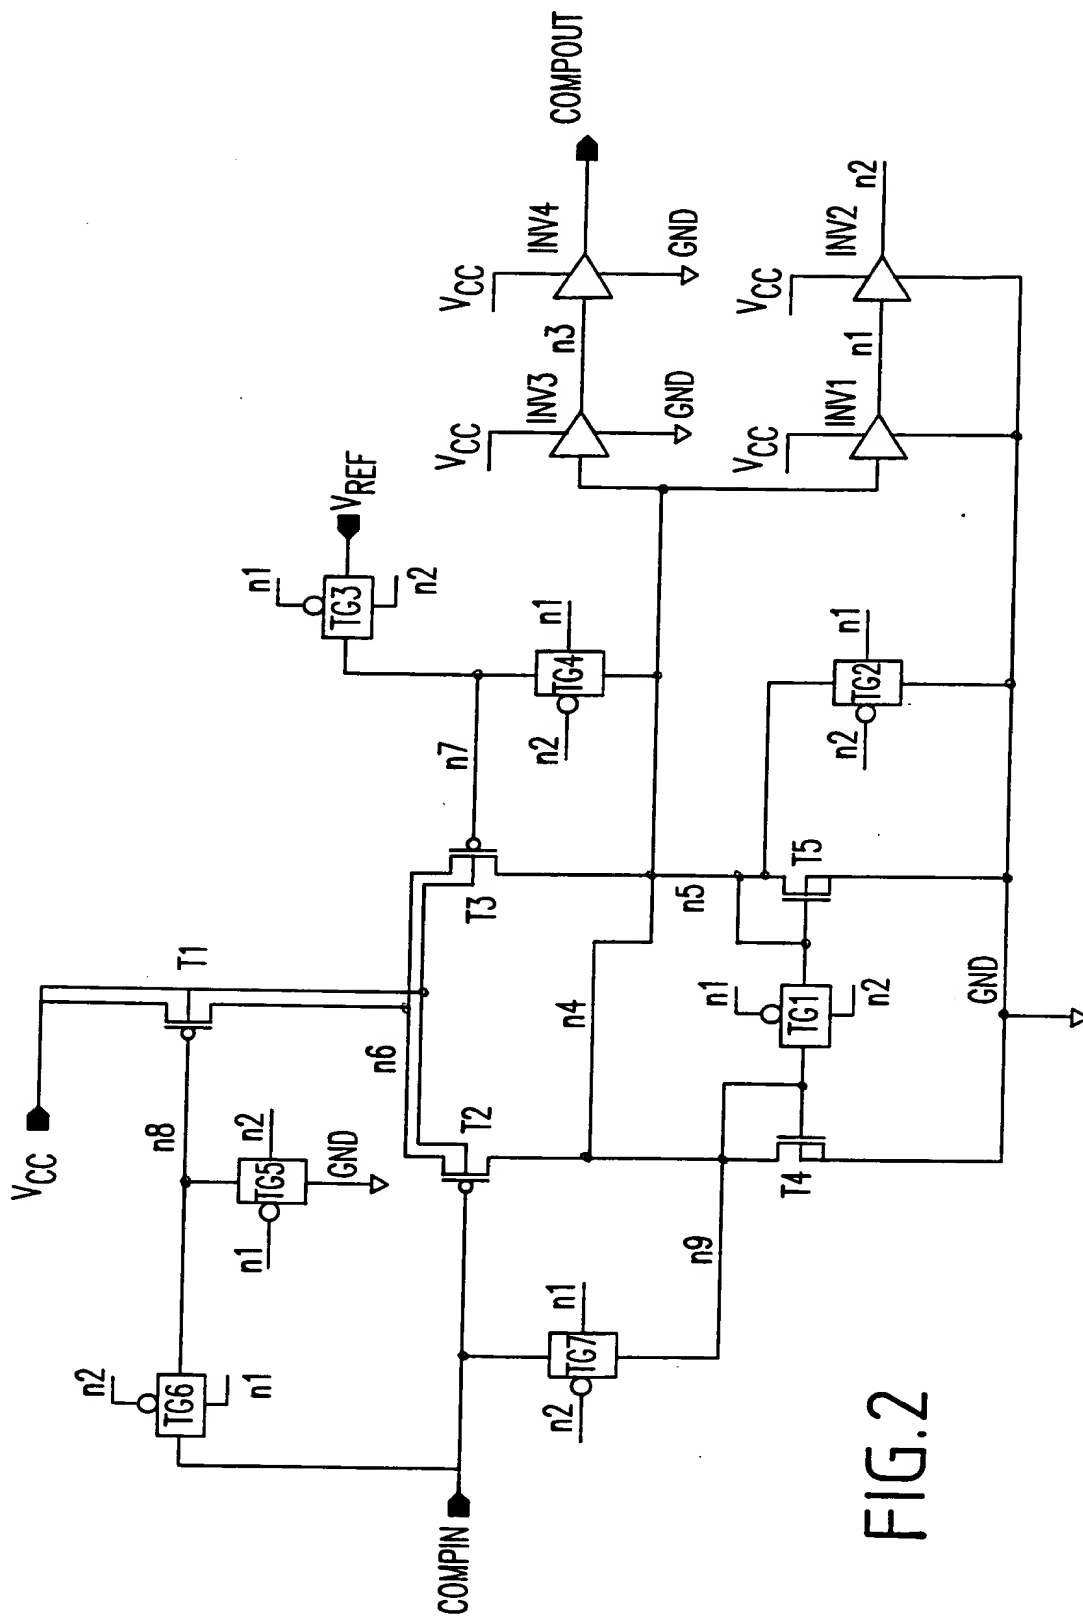 VCC
T1
n8
n2
TG6
n1
n2
TG5
n1
GND
n6
T2
T3
n7
n1
TG3
n2
VREF
n2
TG4
n1
COMPIN
n2
TG7
n1
n9
n4
n5
T4
T5
n1
TG1
n2
n2
TG2
n1
GND
VCC
INV3
GND
n3
VCC
INV4
GND
COMPOUT
VCC
INV1
n1
VCC
INV2
n2
FIG.2